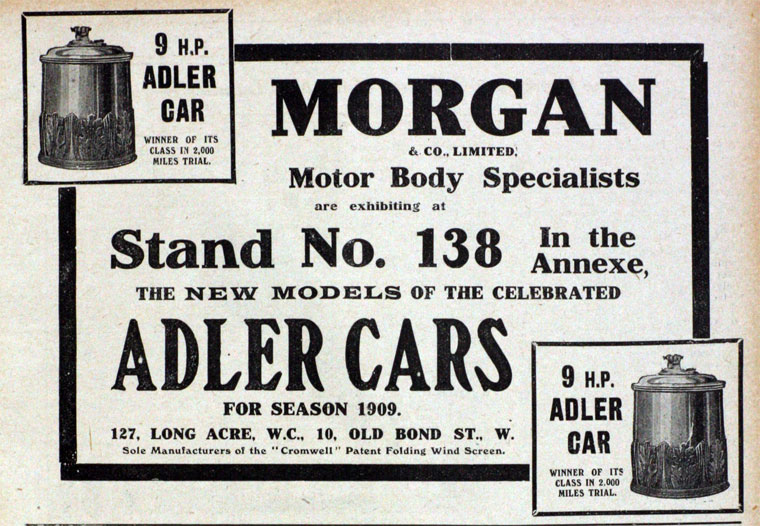 9 H.P.
ADLER
CAR
WINNER OF ITS
CLASS IN 2,000
MILES TRIAL.
MORGAN
& CO., LIMITED,
Motor Body Specialists
are exhibiting at
Stand No. 138 In the
Annexe,
THE NEW MODELS OF THE CELEBRATED
ADLER CARS
FOR SEASON 1909.
127, LONG ACRE, W.C., 10, OLD BOND ST., W.
Sole Manufacturers of the "Cromwell" Patent Folding Wind Screen.
9 H.P.
ADLER
CAR
WINNER OF ITS
CLASS IN 2,000
MILES TRIAL.